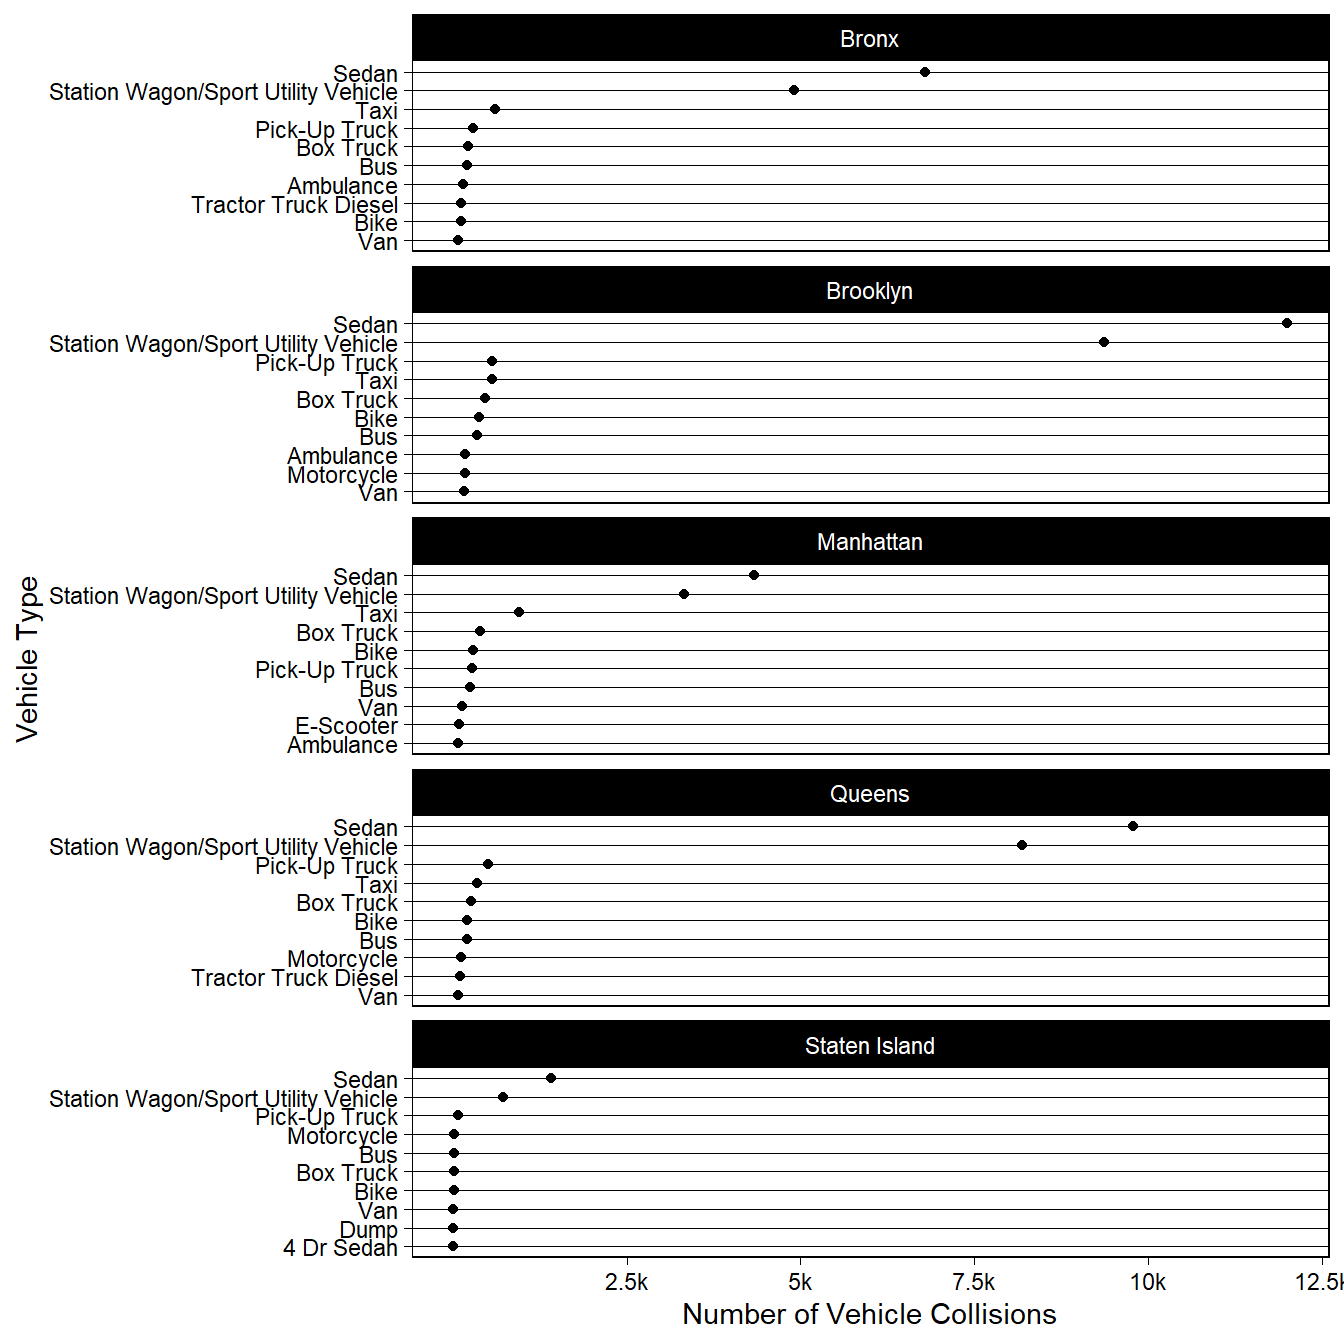 Bronx
Sedan
Station Wagon/Sport Utility Vehicle
Taxi
Pick-Up Truck
Box Truck
Bus
Ambulance
Tractor Truck Diesel
Bike
Van
Brooklyn
Sedan
Station Wagon/Sport Utility Vehicle
Pick-Up Truck
Taxi
Box Truck
Bike
Bus
Ambulance
Motorcycle
Van
Manhattan
Sedan
Station Wagon/Sport Utility Vehicle
Taxi
Box Truck
Bike
Pick-Up Truck
Bus
Van
E-Scooter
Ambulance
Vehicle Type
Queens
Sedan
Station Wagon/Sport Utility Vehicle
Pick-Up Truck
Taxi
Box Truck
Bike
Bus
Motorcycle
Tractor Truck Diesel
Van
Staten Island
Sedan
Station Wagon/Sport Utility Vehicle
Pick-Up Truck
Motorcycle
Bus
Box Truck
Bike
Van
Dump
4 Dr Sedan
2.5k 5k 7.5k 10k 12.5k
Number of Vehicle Collisions